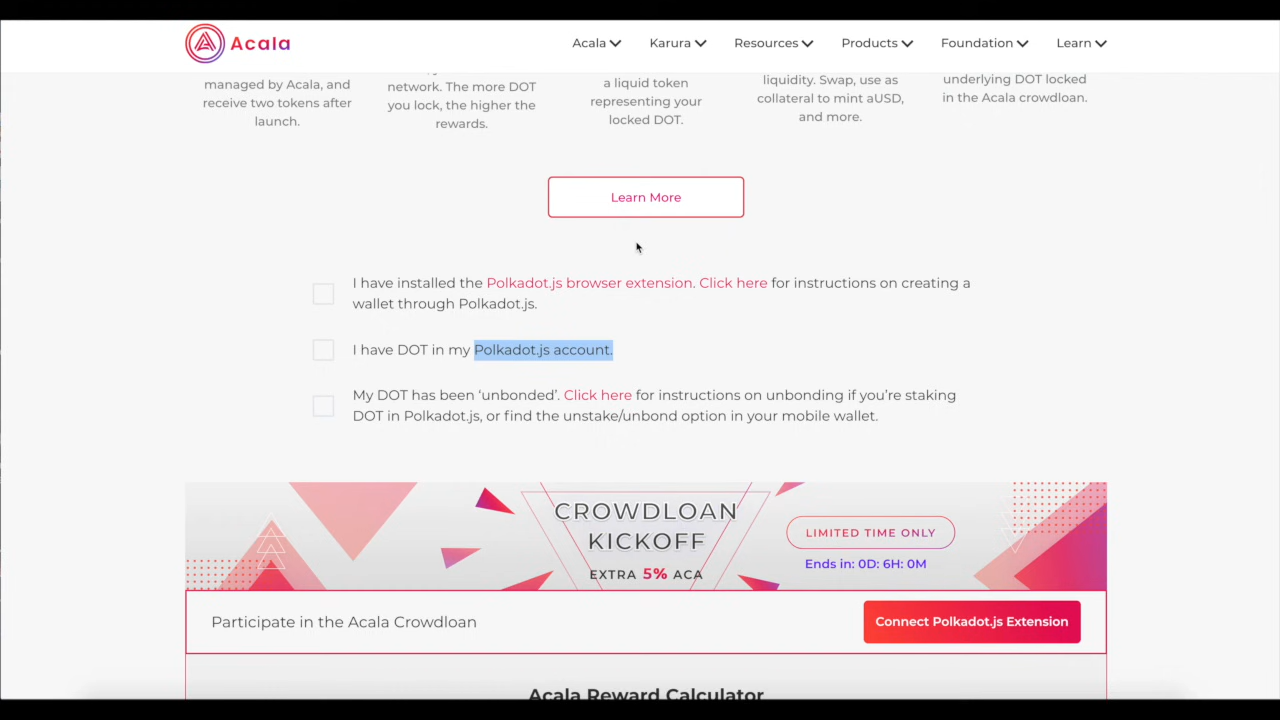 Acala
Acala Karura Resources Products Foundation Learn
managed by Acala, and
receive two tokens after
launch.
network. The more DOT
you lock, the higher the
rewards.
a liquid token
representing your
locked DOT.
liquidity. Swap, use as
collateral to mint aUSD,
and more.
underlying DOT locked
in the Acala crowdloan.
Learn More
I have installed the Polkadot.js browser extension. Click here for instructions on creating a
wallet through Polkadot.js.
I have DOT in my Polkadot.js account.
My DOT has been ‘unbonded’. Click here for instructions on unbonding if you’re staking
DOT in Polkadot.js, or find the unstake/unbond option in your mobile wallet.
CROWDLOAN
KICKOFF
EXTRA 5% ACA
LIMITED TIME ONLY
Ends in: 0D: 6H: 0M
Participate in the Acala Crowdloan
Connect Polkadot.js Extension
Acala Reward Calculator